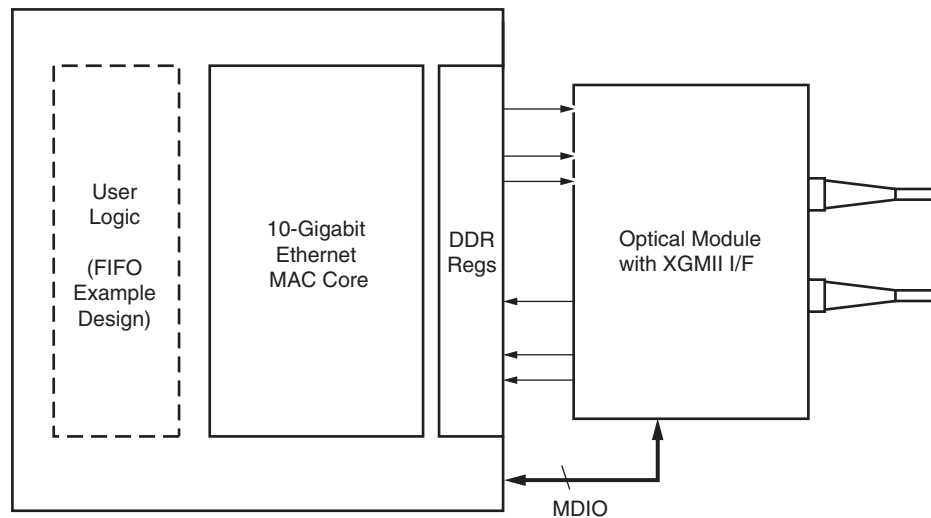 User
Logic
(FIFO
Example
Design)
10-Gigabit
Ethernet
MAC Core
DDR
Regs
Optical Module
with XGMII I/F
MDIO